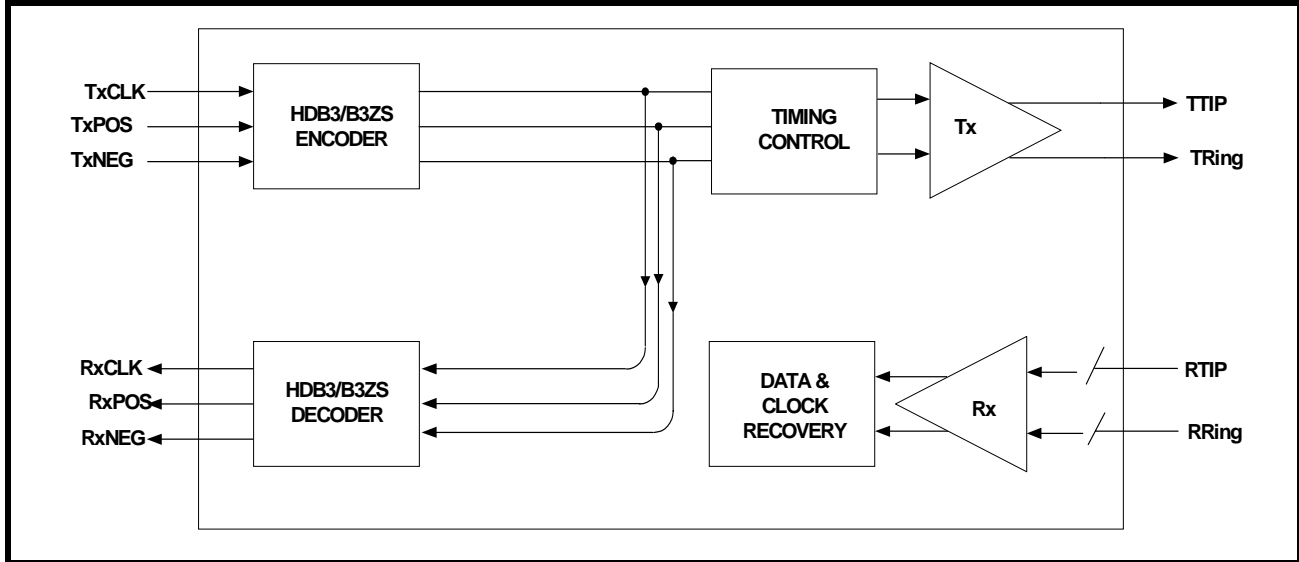 TxCLK
TxPOS
TxNEG
HDB3/B3ZS
ENCODER
TIMING
CONTROL
Tx
TTIP
TRing
RxCLK
RxPOS
RxNEG
HDB3/B3ZS
DECODER
DATA &
CLOCK
RECOVERY
Rx
RTIP
RRing